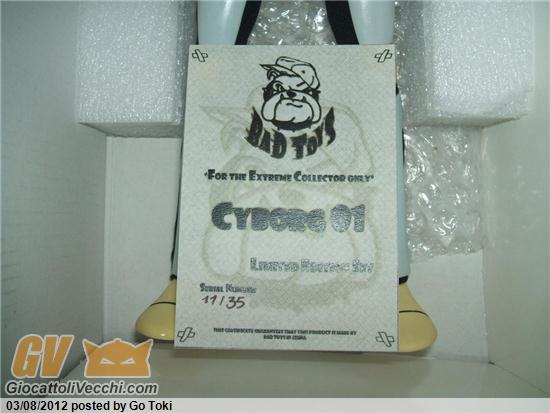 BAD TOYS
"FOR THE EXTREME COLLECTOR ONLY"
CYBORG 01
LIMITED EDITION
SERIAL NUMBER
11/35
THIS CERTIFICATE GUARANTEES THAT THIS PRODUCT IS MADE BY
BAD TOYS IN CHINA
GV
GiocattoliVecchi.com
03/08/2012 posted by Go Toki